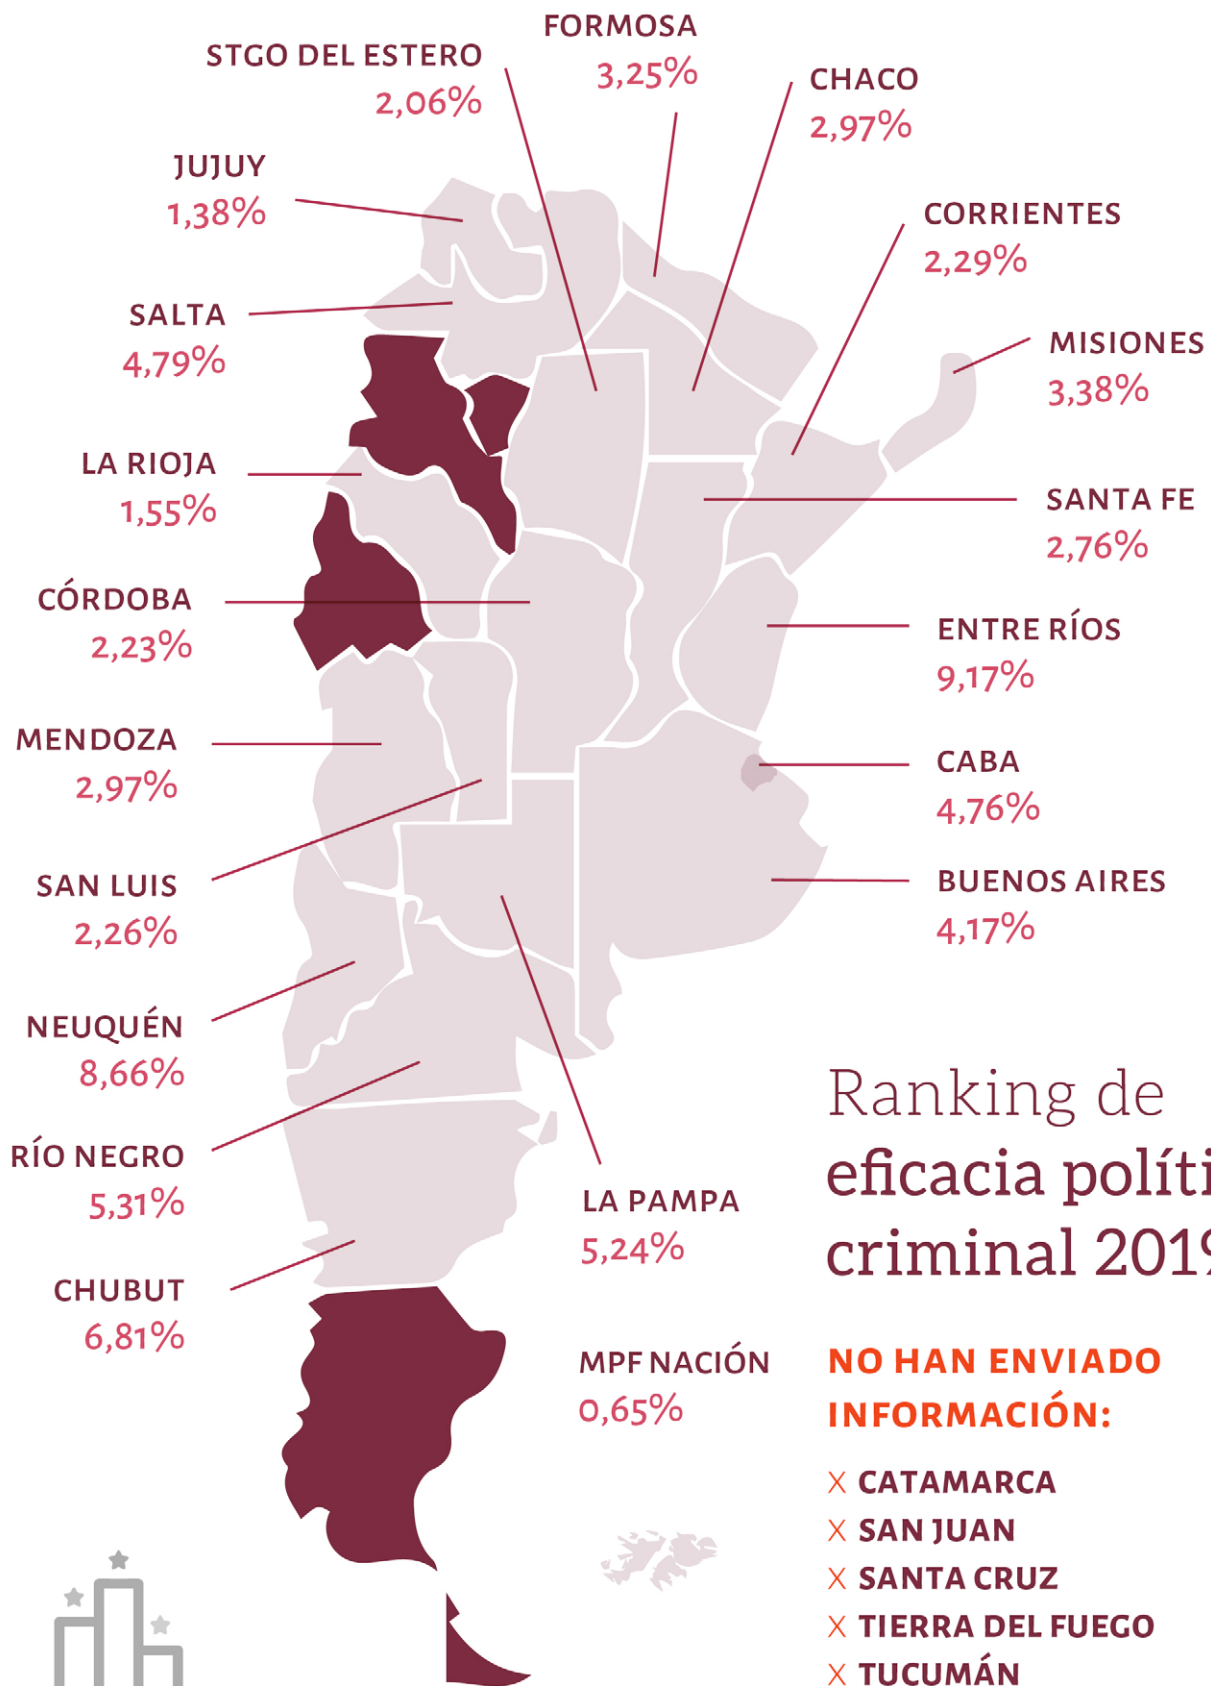 FORMOSA
3,25%
STGO DEL ESTERO
2,06%
CHACO
2,97%
JUJUY
1,38%
CORRIENTES
2,29%
SALTA
4,79%
MISIONES
3,38%
LA RIOJA
1,55%
SANTA FE
2,76%
CÓRDOBA
2,23%
ENTRE RÍOS
9,17%
MENDOZA
2,97%
CABA
4,76%
SAN LUIS
2,26%
BUENOS AIRES
4,17%
NEUQUÉN
8,66%
RÍO NEGRO
5,31%
LA PAMPA
5,24%
CHUBUT
6,81%
MPF NACIÓN
0,65%
Ranking de
eficacia políti
criminal 2019
NO HAN ENVIADO
INFORMACIÓN:
X CATAMARCA
X SAN JUAN
X SANTA CRUZ
X TIERRA DEL FUEGO
X TUCUMÁN